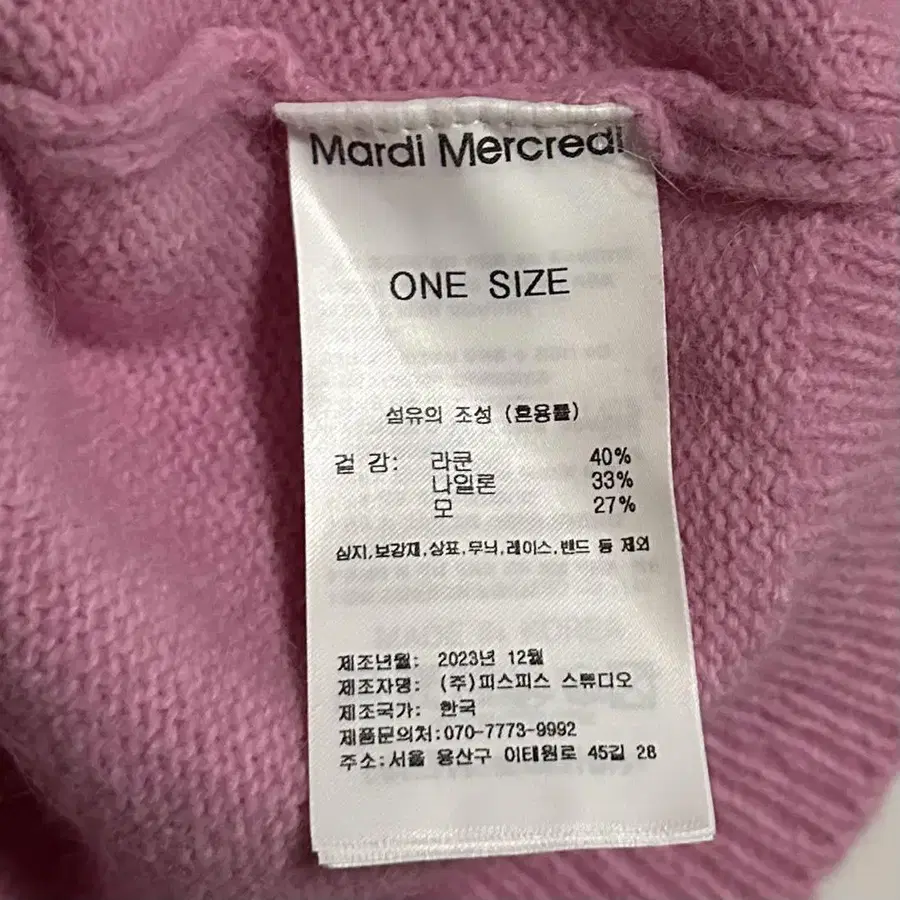 Mardi Mercredi
ONE SIZE
섬유의 조성 (혼용률)
겉 감: 라쿤 40%
나일론 33%
모 27%
심지,보강재,상표,무늬,레이스,밴드 등 제외
제조년월: 2023년 12월
제조자명: (주)피스피스 스튜디오
제조국가: 한국
제품문의처:070-7773-9992
주소:서울 용산구 이태원로 45길 28